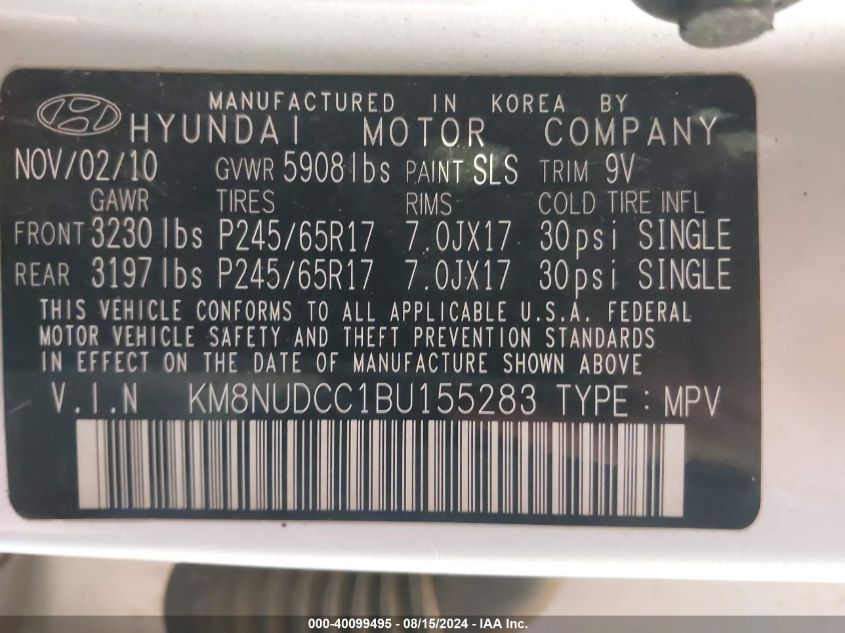 MANUFACTURED IN KOREA BY
HYUNDAI MOTOR COMPANY
NOV/02/10 GVWR 5908lbs PAINT SLS TRIM 9V
GAWR TIRES RIMS COLD TIRE INFL
FRONT 3230lbs P245/65R17 7.0JX17 30psi SINGLE
REAR 3197lbs P245/65R17 7.0JX17 30psi SINGLE
THIS VEHICLE CONFORMS TO ALL APPLICABLE U.S.A. FEDERAL
MOTOR VEHICLE SAFETY AND THEFT PREVENTION STANDARDS
IN EFFECT ON THE DATE OF MANUFACTURE SHOWN ABOVE
V.I.N KM8NUDCC1BU155283 TYPE : MPV
000-40099495 - 08/15/2024 - IAA Inc.